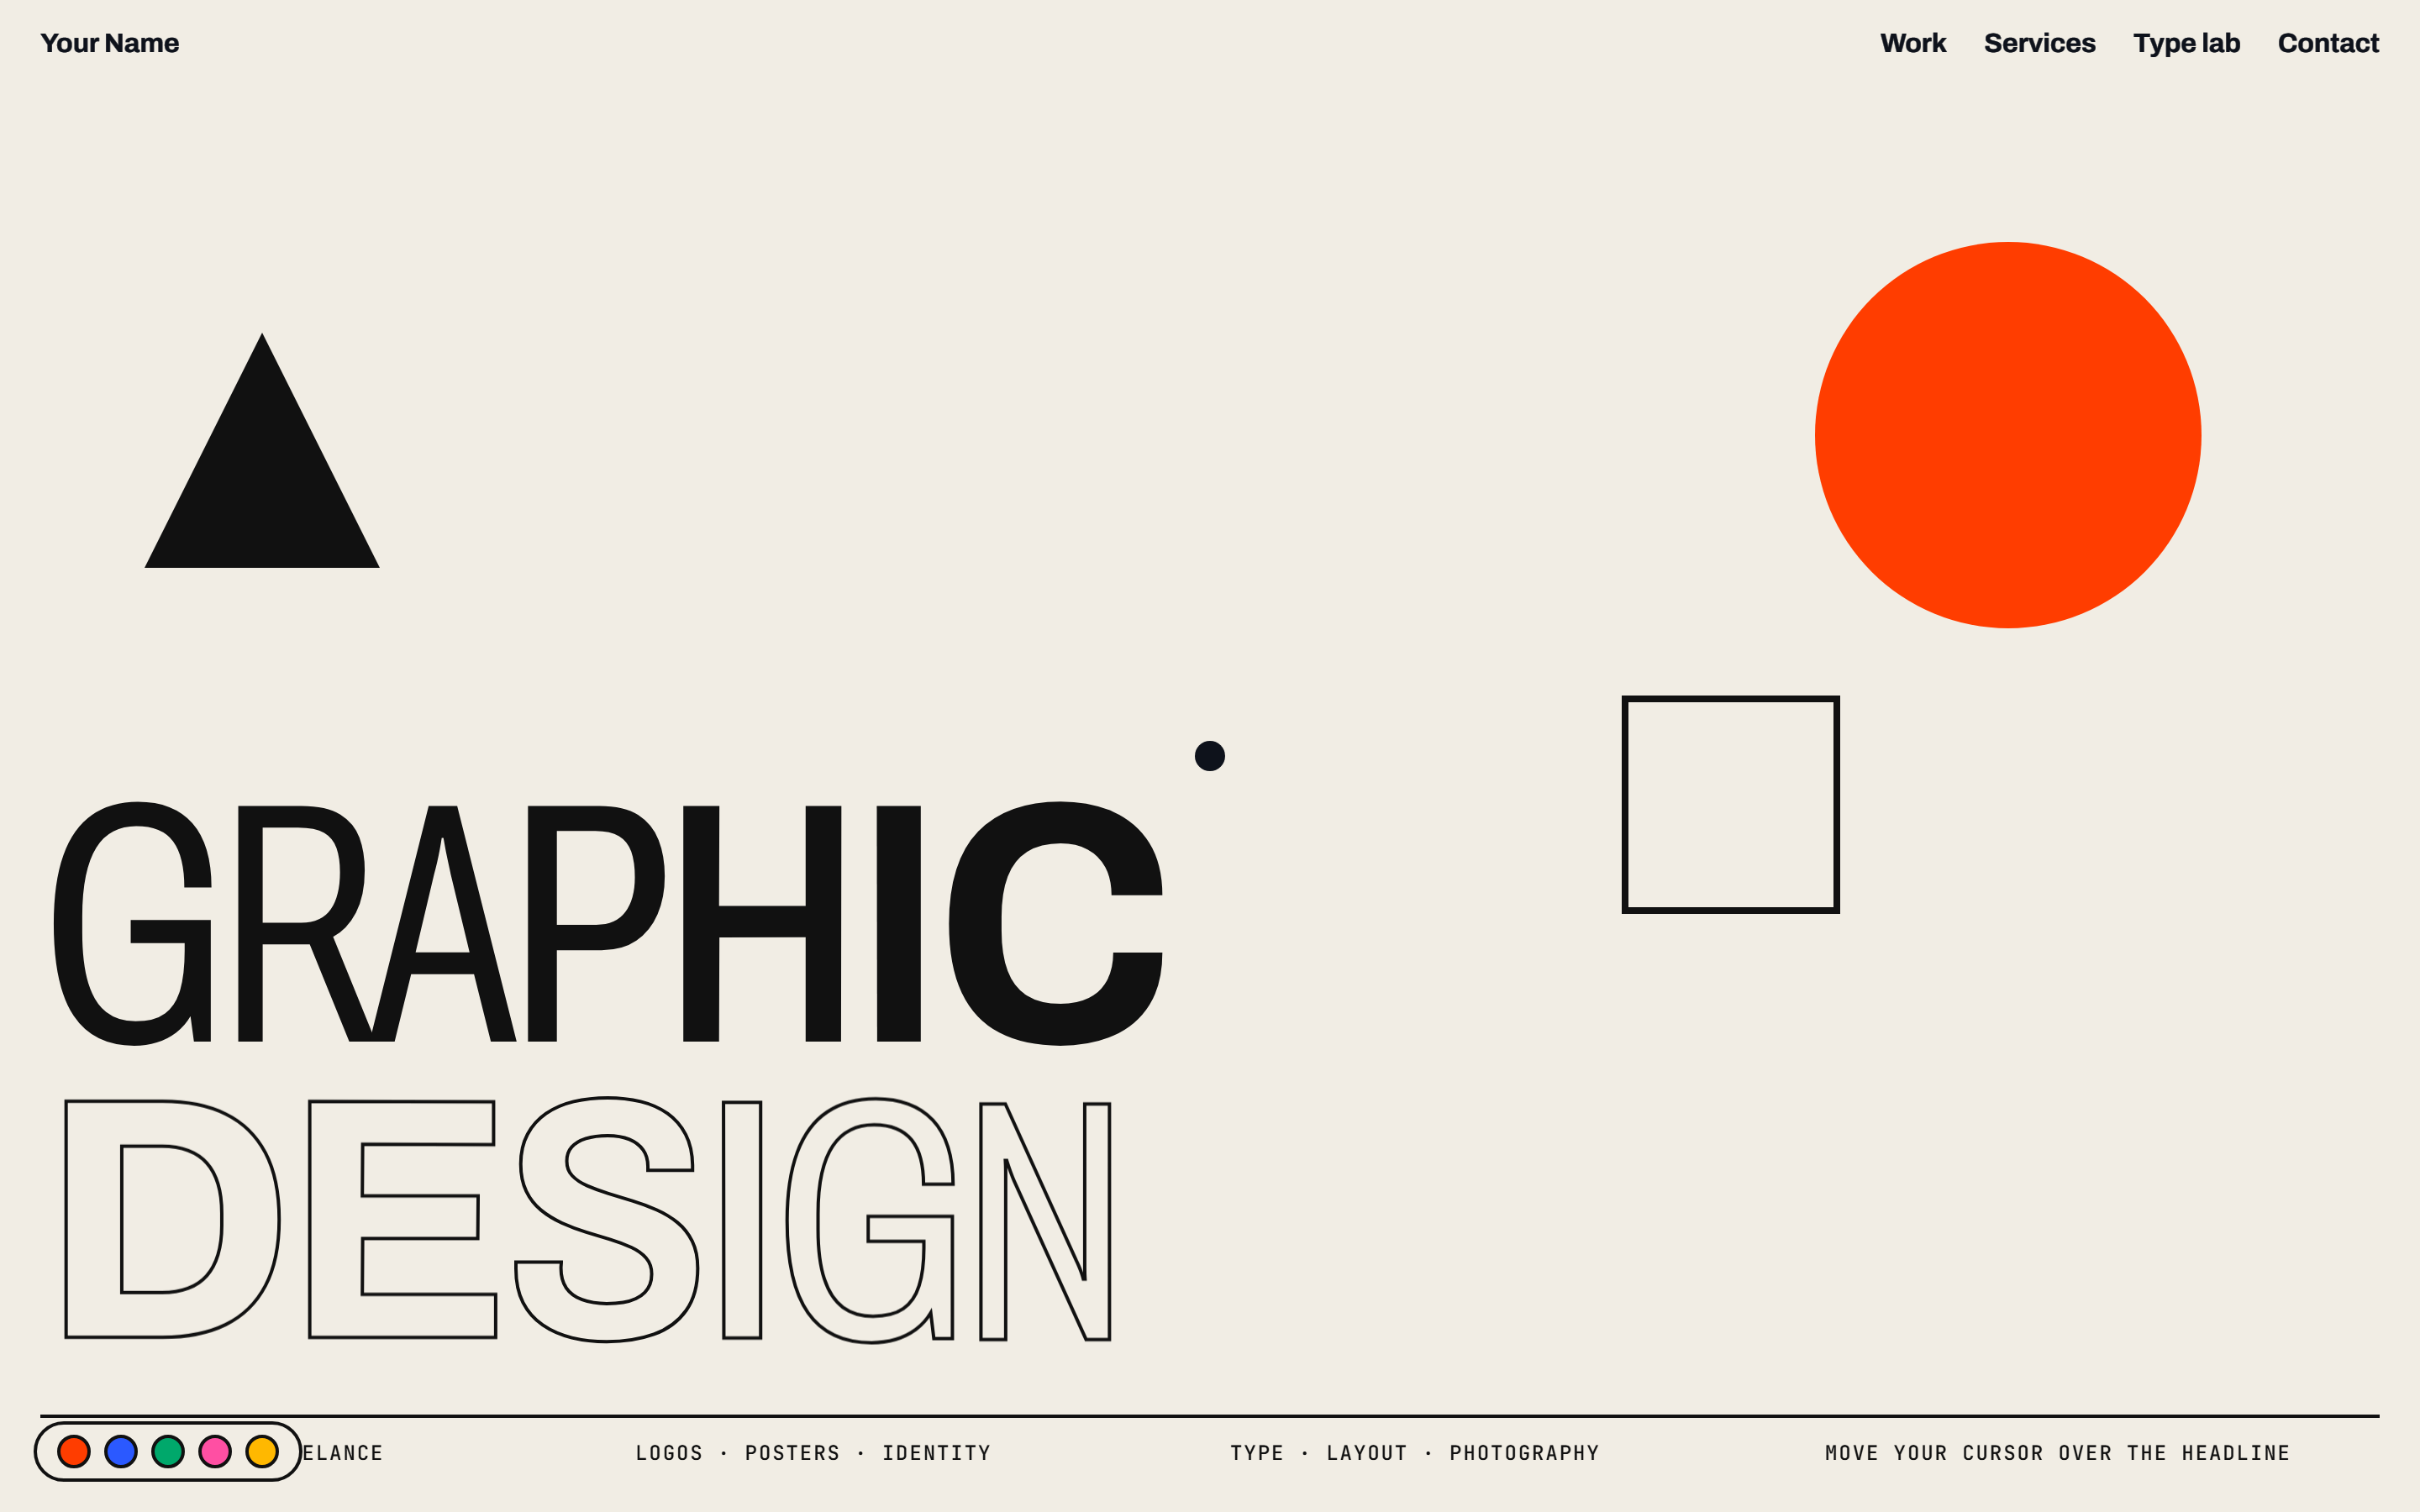 Your Name
Work Services Type lab Contact
GRAPHIC
DESIGN
ELANCE LOGOS · POSTERS · IDENTITY TYPE · LAYOUT · PHOTOGRAPHY MOVE YOUR CURSOR OVER THE HEADLINE